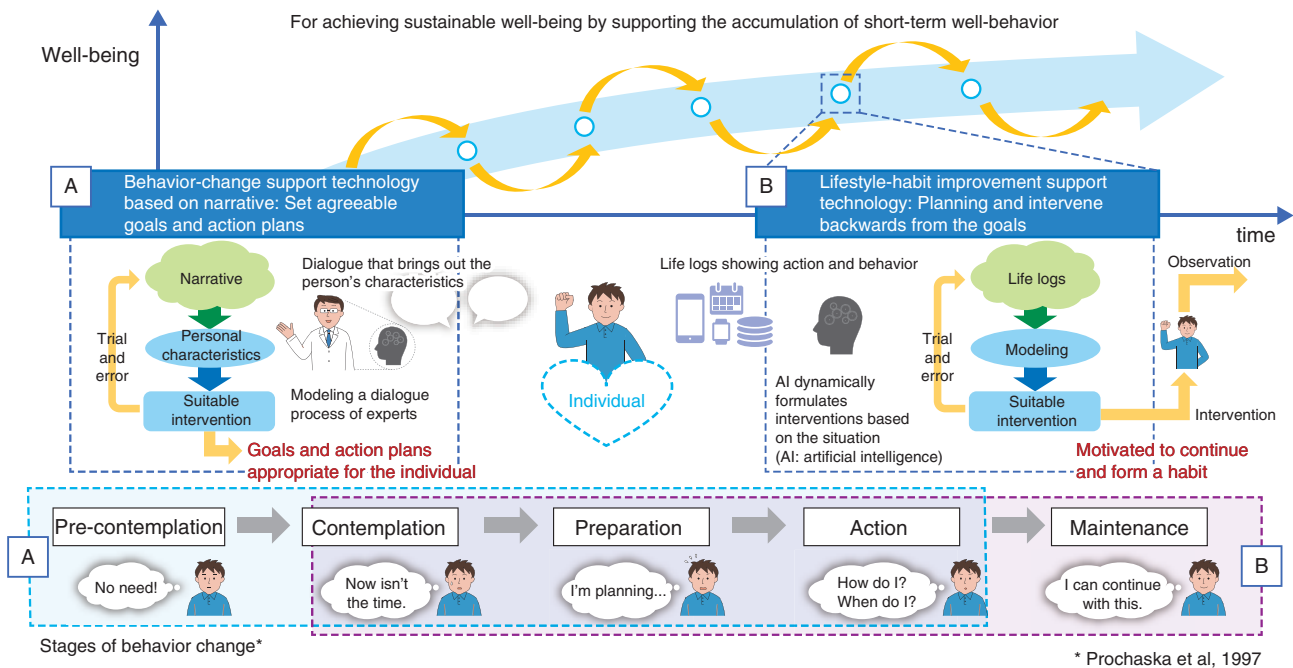 For achieving sustainable well-being by supporting the accumulation of short-term well-behavior
Well-being
time
A
Behavior-change support technology
based on narrative: Set agreeable
goals and action plans
B
Lifestyle-habit improvement support
technology: Planning and intervene
backwards from the goals
Narrative
Personal
characteristics
Suitable
intervention
Trial
and
error
Dialogue that brings out the
person’s characteristics
Modeling a dialogue
process of experts
Goals and action plans
appropriate for the individual
Individual
Life logs showing action and behavior
AI dynamically
formulates
interventions based
on the situation
(AI: artificial intelligence)
Life logs
Modeling
Suitable
intervention
Trial
and
error
Observation
Intervention
Motivated to continue
and form a habit
A
Pre-contemplation
Contemplation
Preparation
Action
Maintenance
B
No need!
Now isn’t
the time.
I’m planning...
How do I?
When do I?
I can continue
with this.
Stages of behavior change*
* Prochaska et al, 1997